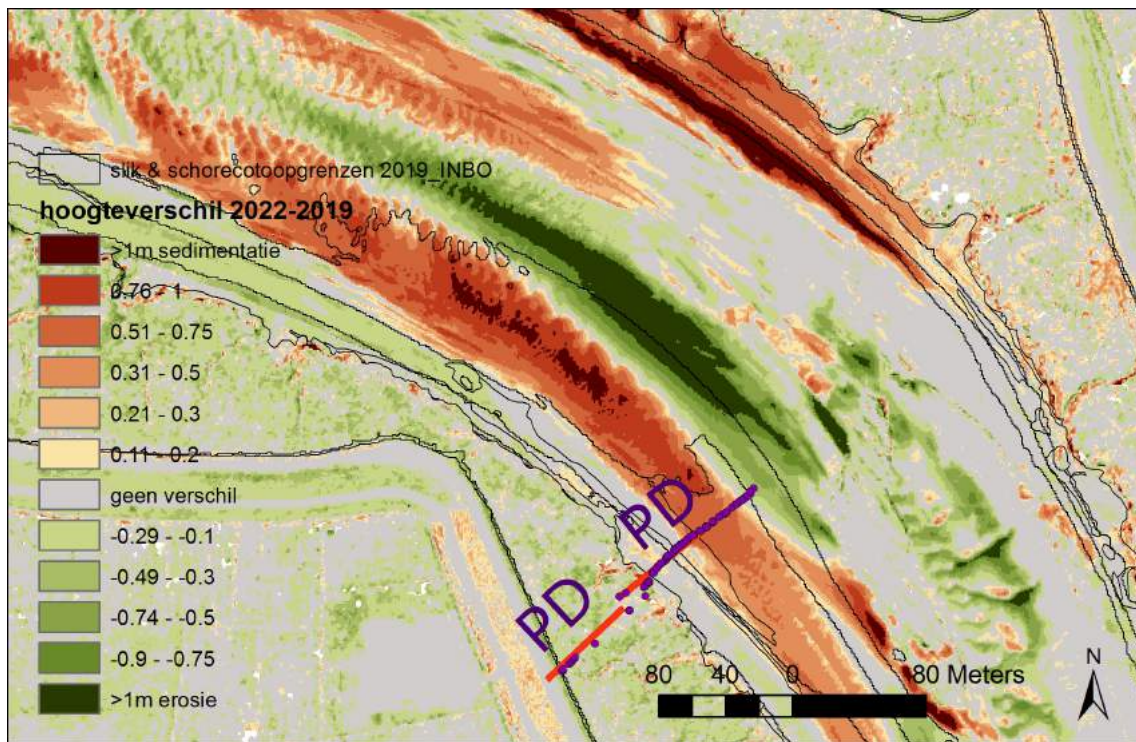 slik & schorecotoopgrenzen 2019_INBO
hoogteverschil 2022-2019
>1m sedimentatie
0.76 - 1
0.51 - 0.75
0.31 - 0.5
0.21 - 0.3
0.11 - 0.2
geen verschil
-0.29 - -0.1
-0.49 - -0.3
-0.74 - -0.5
-0.9 - -0.75
>1m erosie
PD
PD
80 40 0 80 Meters
N